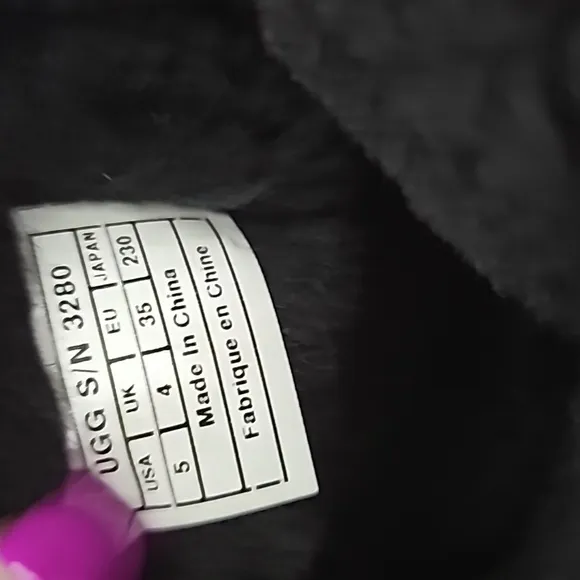 UGG S/N 3280
USA UK EU JAPAN
5 4 35 230
Made In China
Fabrique en Chine